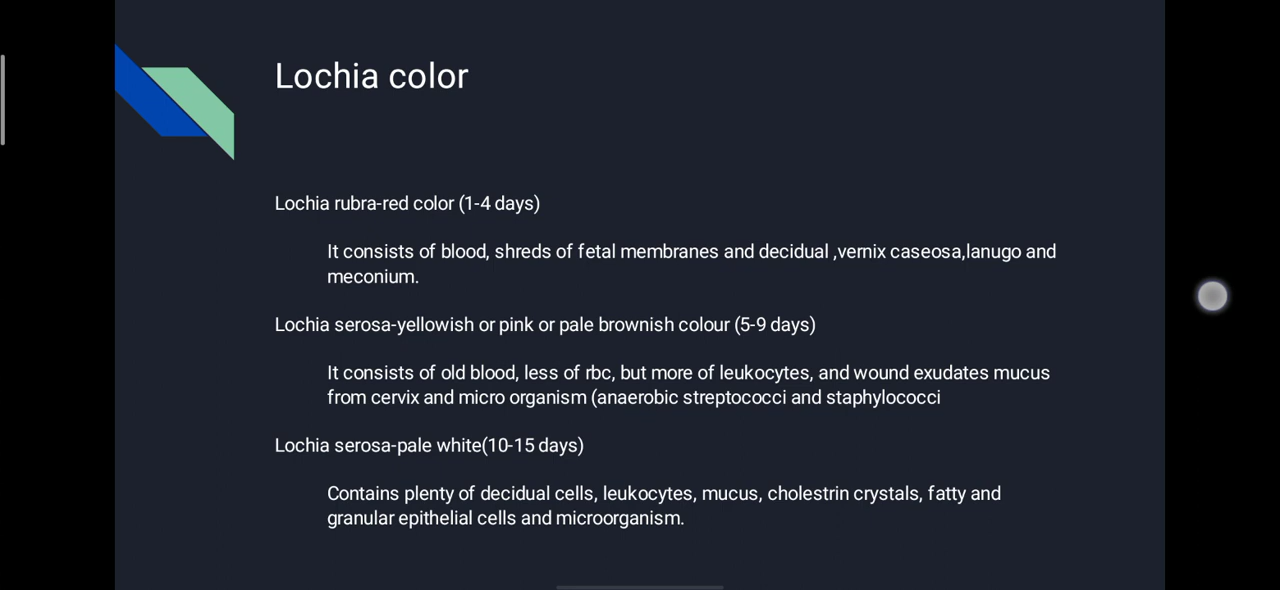 Lochia color
Lochia rubra-red color (1-4 days)
It consists of blood, shreds of fetal membranes and decidual ,vernix caseosa,lanugo and
meconium.
Lochia serosa-yellowish or pink or pale brownish colour (5-9 days)
It consists of old blood, less of rbc, but more of leukocytes, and wound exudates mucus
from cervix and micro organism (anaerobic streptococci and staphylococci
Lochia serosa-pale white(10-15 days)
Contains plenty of decidual cells, leukocytes, mucus, cholestrin crystals, fatty and
granular epithelial cells and microorganism.